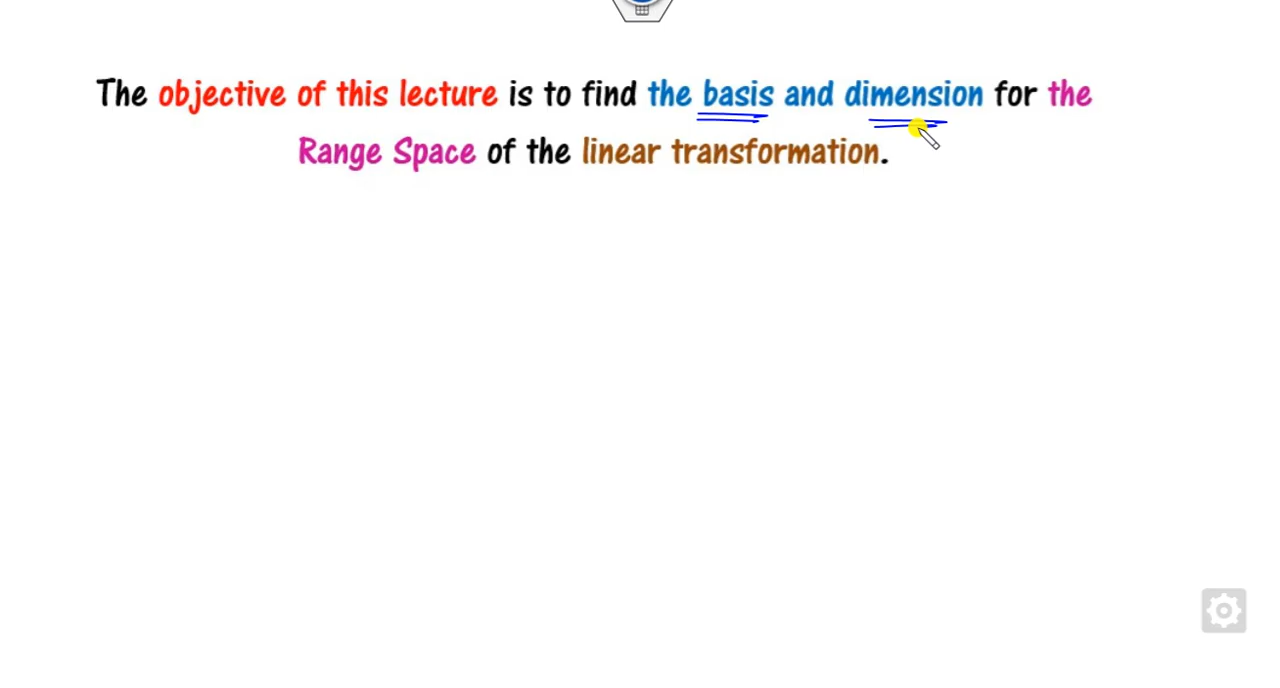 The objective of this lecture is to find the basis and dimension for the
Range Space of the linear transformation.